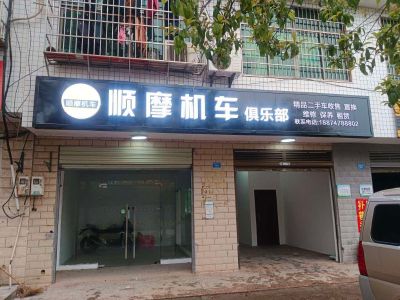 顺摩机车
顺摩机车俱乐部
精品二手车收售 置换
维修 保养 租赁
联系电话:18874788802